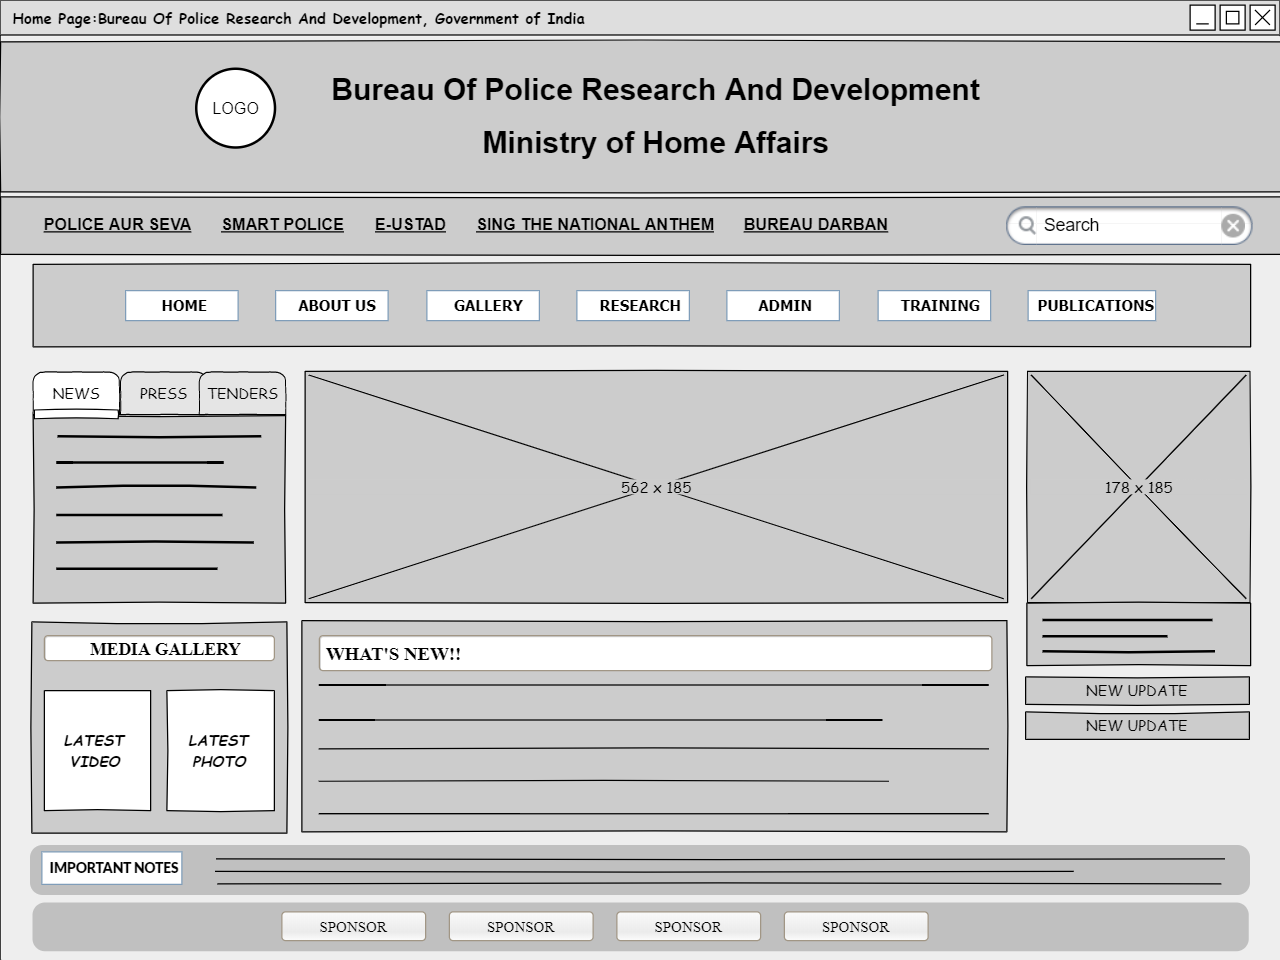 Home Page:Bureau Of Police Research And Development, Government of India
LOGO
Bureau Of Police Research And Development
Ministry of Home Affairs
POLICE AUR SEVA SMART POLICE E-USTAD SING THE NATIONAL ANTHEM BUREAU DARBAN Search
HOME ABOUT US GALLERY RESEARCH ADMIN TRAINING PUBLICATIONS
NEWS PRESS TENDERS
562 x 185
178 x 185
MEDIA GALLERY
LATEST
VIDEO
LATEST
PHOTO
WHAT'S NEW!!
NEW UPDATE
NEW UPDATE
IMPORTANT NOTES
SPONSOR SPONSOR SPONSOR SPONSOR